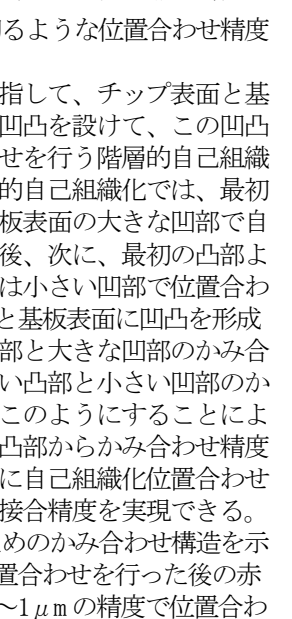 るような位置合わせ精度
指して、チップ表面と基
凹凸を設けて、この凹凸
せを行う階層的自己組織
的自己組織化では、最初
板表面の大きな凹部で自
後、次に、最初の凸部よ
は小さい凹部で位置合わ
と基板表面に凹凸を形成
部と大きな凹部のかみ合
い凸部と小さい凹部のか
このようにすることによ
凸部からかみ合わせ精度
に自己組織化位置合わせ
接合精度を実現できる。
めのかみ合わせ構造を示
置合わせを行った後の赤
～1μmの精度で位置合わ